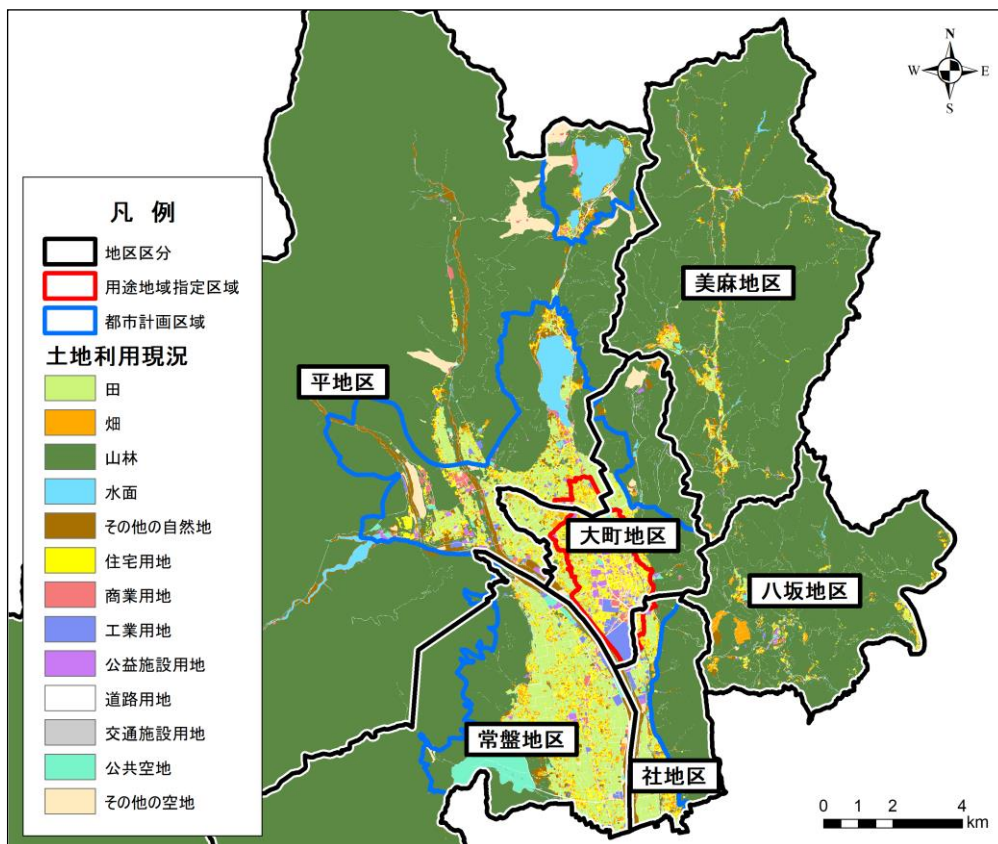 N
W E
S
凡 例
地区区分
用途地域指定区域
都市計画区域
土地利用現況
田
畑
山林
水面
その他の自然地
住宅用地
商業用地
工業用地
公益施設用地
道路用地
交通施設用地
公共空地
その他の空地
美麻地区
平地区
大町地区
八坂地区
常盤地区
社地区
0 1 2 4
km